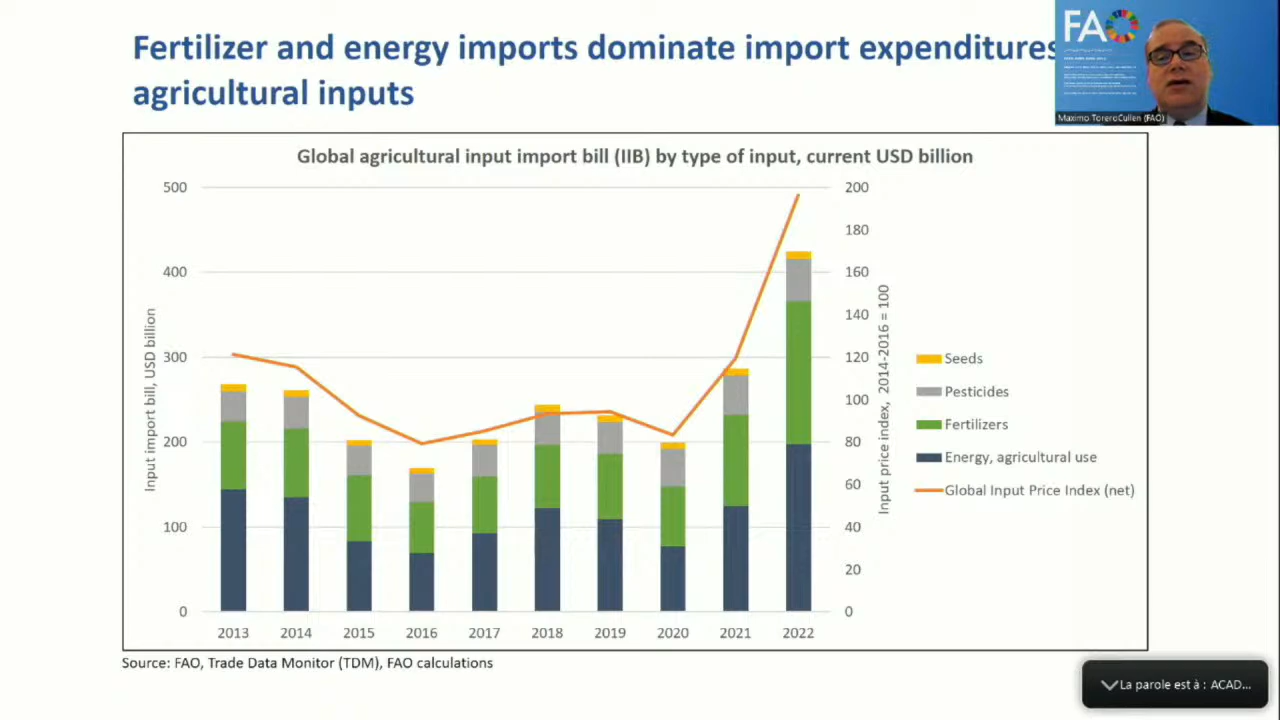 Fertilizer and energy imports dominate import expenditures
agricultural inputs
FAO
Maximo ToreroCullen (FAO)
Global agricultural input import bill (IIB) by type of input, current USD billion
500
400
300
200
100
0
Input import bill, USD billion
200
180
160
140
120
100
80
60
40
20
0
Input price index, 2014-2016 = 100
2013 2014 2015 2016 2017 2018 2019 2020 2021 2022
Seeds
Pesticides
Fertilizers
Energy, agricultural use
Global Input Price Index (net)
Source: FAO, Trade Data Monitor (TDM), FAO calculations
La parole est à : ACAD...